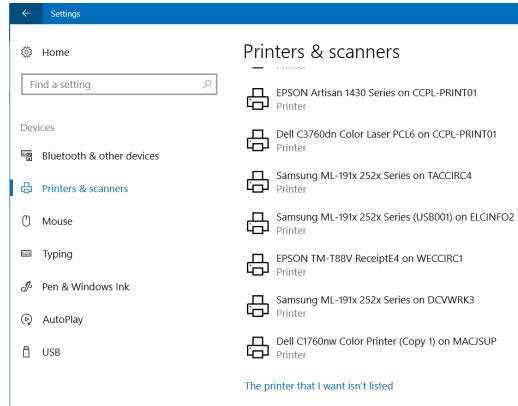 Settings
Home
Find a setting
Devices
Bluetooth & other devices
Printers & scanners
Mouse
Typing
Pen & Windows Ink
AutoPlay
USB
Printers & scanners
EPSON Artisan 1430 Series on CCPL-PRINT01
Printer
Dell C3760dn Color Laser PCL6 on CCPL-PRINT01
Printer
Samsung ML-191x 252x Series on TACCIRC4
Printer
Samsung ML-191x 252x Series (USB001) on ELCINFO2
Printer
EPSON TM-T88V ReceiptE4 on WECCIRC1
Printer
Samsung ML-191x 252x Series on DCVWRK3
Printer
Dell C1760nw Color Printer (Copy 1) on MACJSUP
Printer
The printer that I want isn't listed